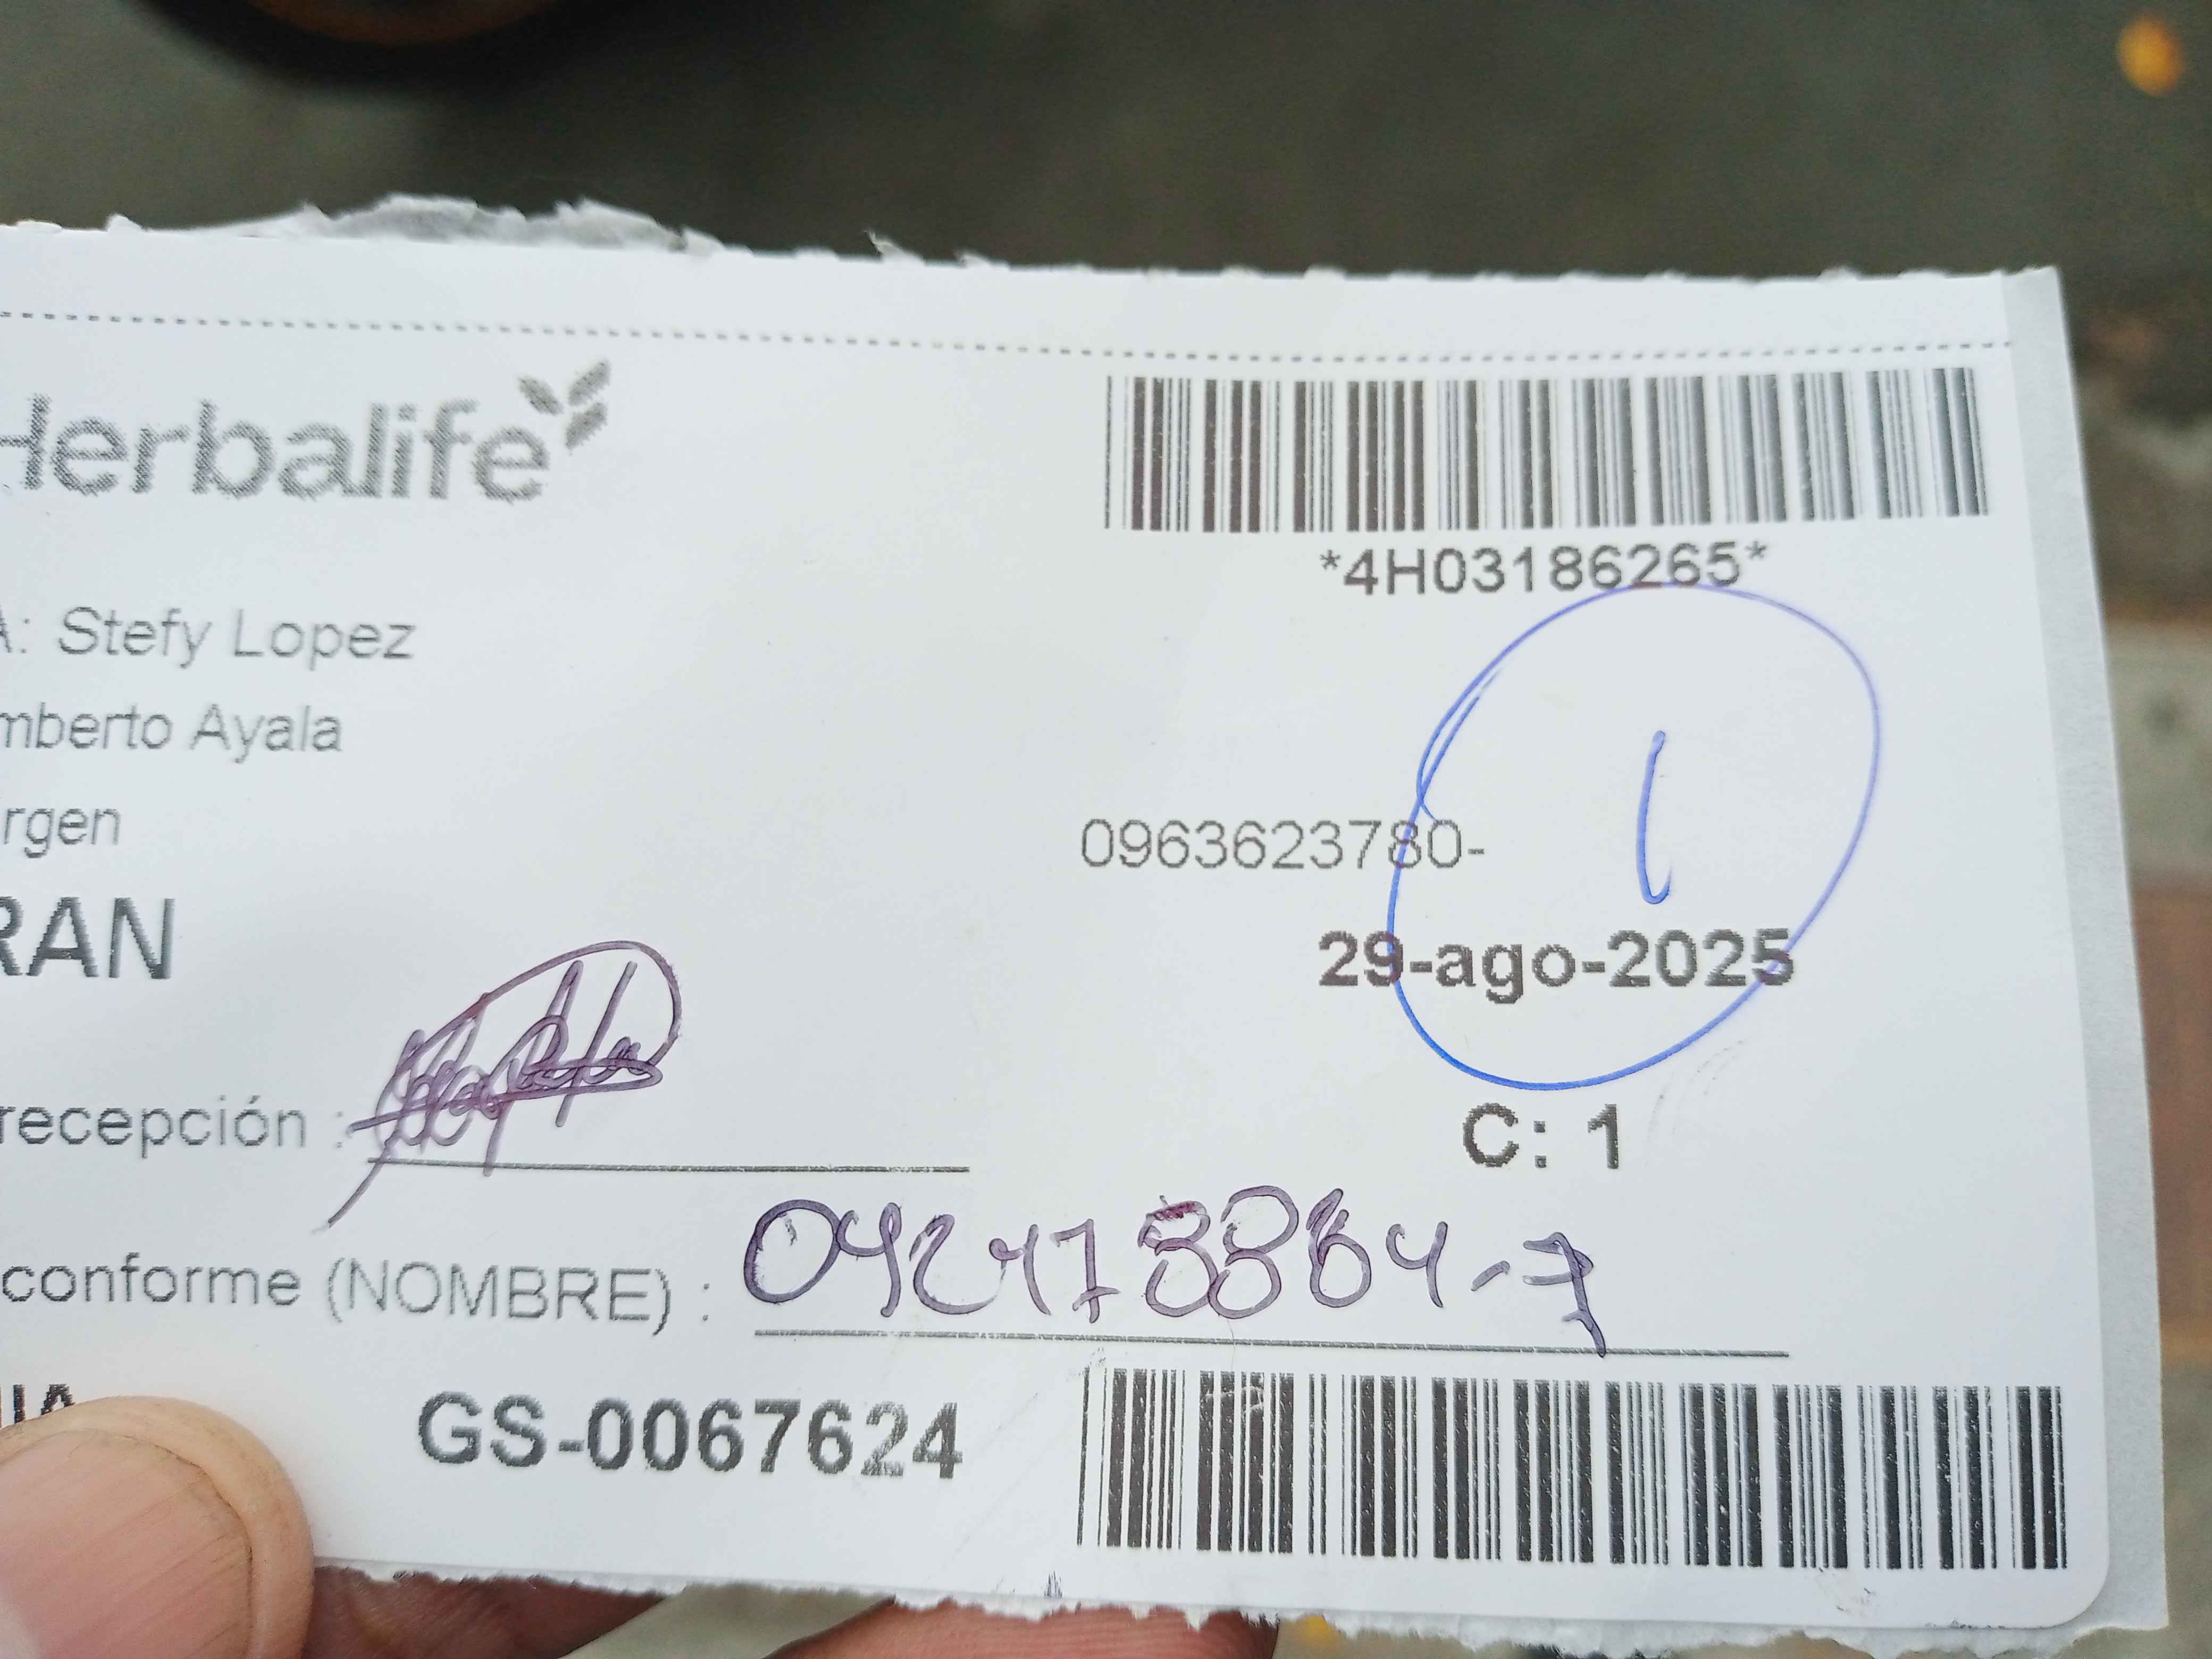 Herbalife
*4H03186265*
A: Stefy Lopez
mberto Ayala
rgen
0963623780-
1
RAN
29-ago-2025
recepción :
C: 1
conforme (NOMBRE) : 092473864-7
GS-0067624